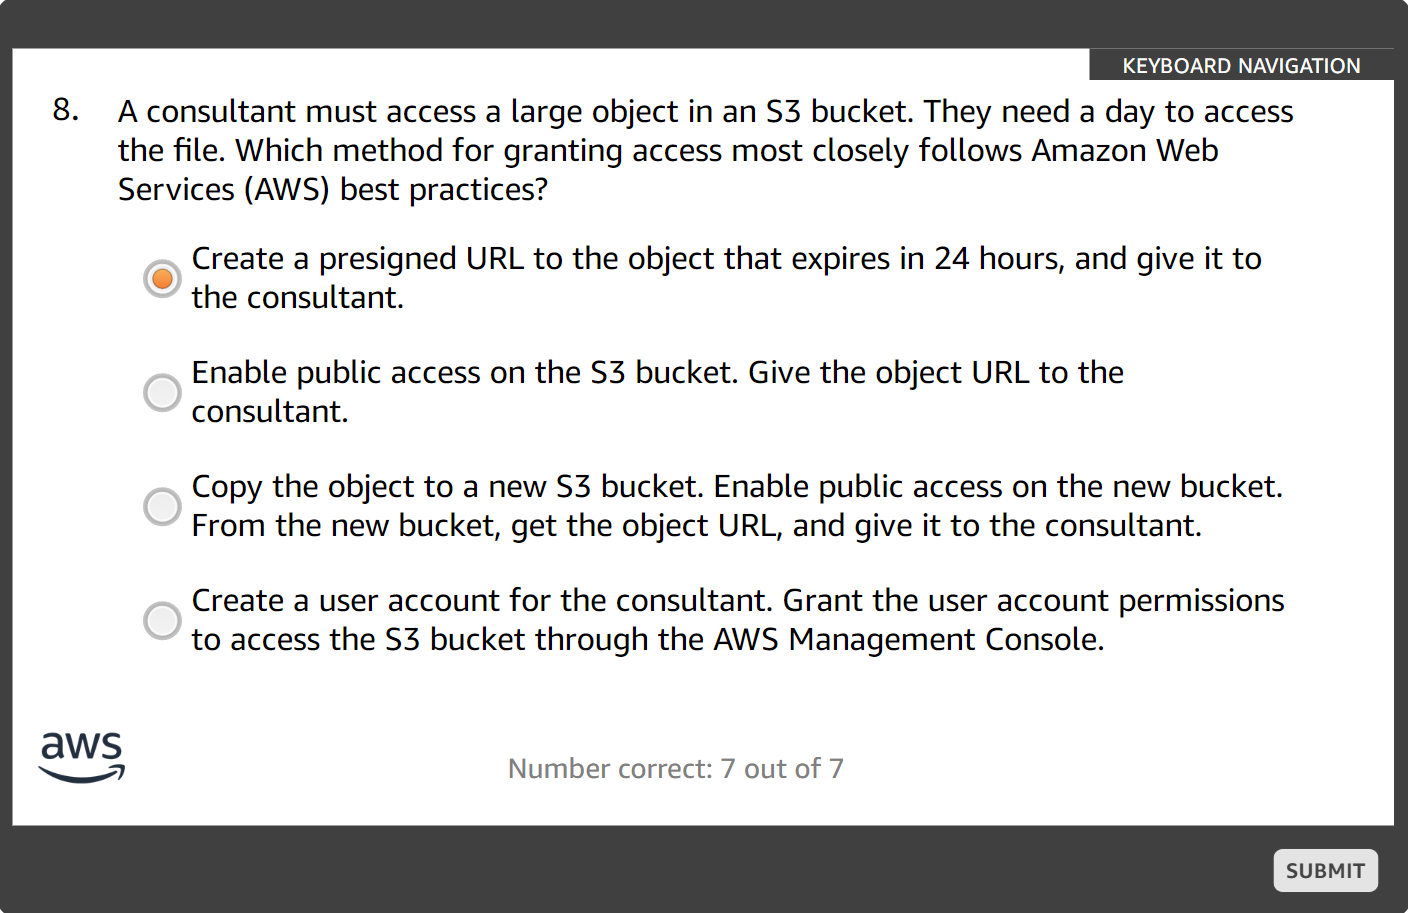 KEYBOARD NAVIGATION
8. A consultant must access a large object in an S3 bucket. They need a day to access
the file. Which method for granting access most closely follows Amazon Web
Services (AWS) best practices?
Create a presigned URL to the object that expires in 24 hours, and give it to
the consultant.
Enable public access on the S3 bucket. Give the object URL to the
consultant.
Copy the object to a new S3 bucket. Enable public access on the new bucket.
From the new bucket, get the object URL, and give it to the consultant.
Create a user account for the consultant. Grant the user account permissions
to access the S3 bucket through the AWS Management Console.
aws
Number correct: 7 out of 7
SUBMIT